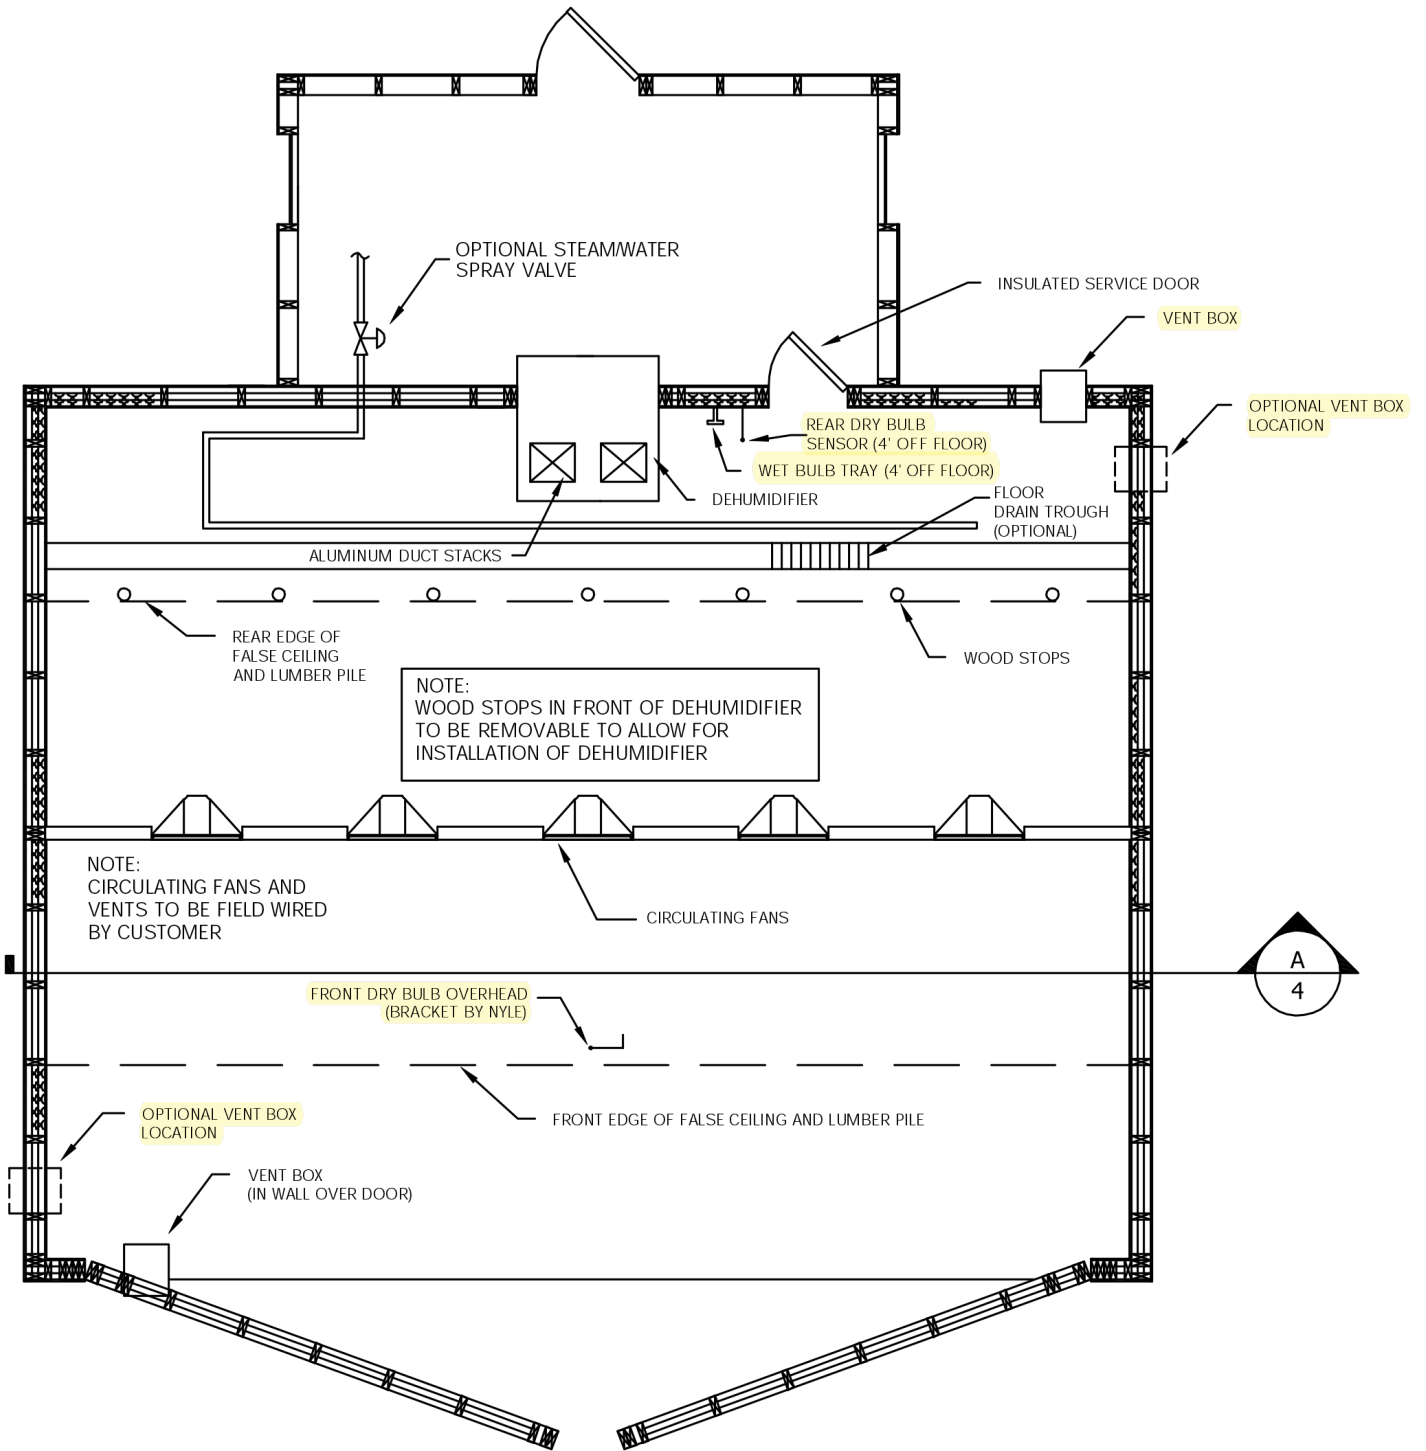 OPTIONAL STEAM/WATER
SPRAY VALVE
INSULATED SERVICE DOOR
VENT BOX
OPTIONAL VENT BOX
LOCATION
REAR DRY BULB
SENSOR (4' OFF FLOOR)
WET BULB TRAY (4' OFF FLOOR)
DEHUMIDIFIER
FLOOR
DRAIN TROUGH
(OPTIONAL)
ALUMINUM DUCT STACKS
REAR EDGE OF
FALSE CEILING
AND LUMBER PILE
WOOD STOPS
NOTE:
WOOD STOPS IN FRONT OF DEHUMIDIFIER
TO BE REMOVABLE TO ALLOW FOR
INSTALLATION OF DEHUMIDIFIER
NOTE:
CIRCULATING FANS AND
VENTS TO BE FIELD WIRED
BY CUSTOMER
CIRCULATING FANS
A
4
FRONT DRY BULB OVERHEAD
(BRACKET BY NYLE)
OPTIONAL VENT BOX
LOCATION
FRONT EDGE OF FALSE CEILING AND LUMBER PILE
VENT BOX
(IN WALL OVER DOOR)